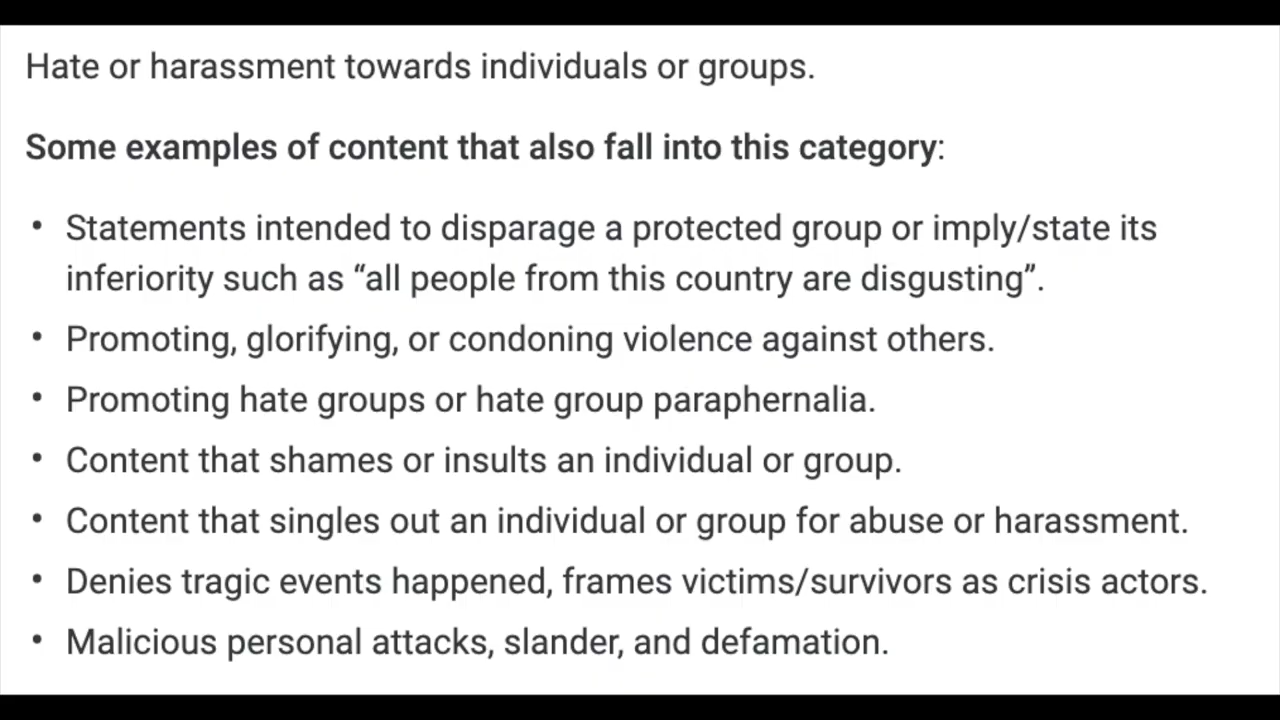 Hate or harassment towards individuals or groups.
Some examples of content that also fall into this category:
• Statements intended to disparage a protected group or imply/state its
inferiority such as “all people from this country are disgusting”.
• Promoting, glorifying, or condoning violence against others.
• Promoting hate groups or hate group paraphernalia.
• Content that shames or insults an individual or group.
• Content that singles out an individual or group for abuse or harassment.
• Denies tragic events happened, frames victims/survivors as crisis actors.
• Malicious personal attacks, slander, and defamation.